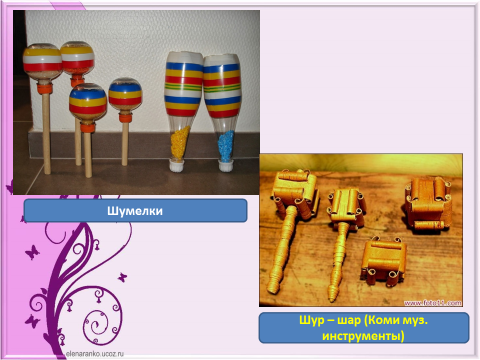 Шумелки
www.foto11.com
Шур – шар (Коми муз.
инструменты)
elenaranko.ucoz.ru